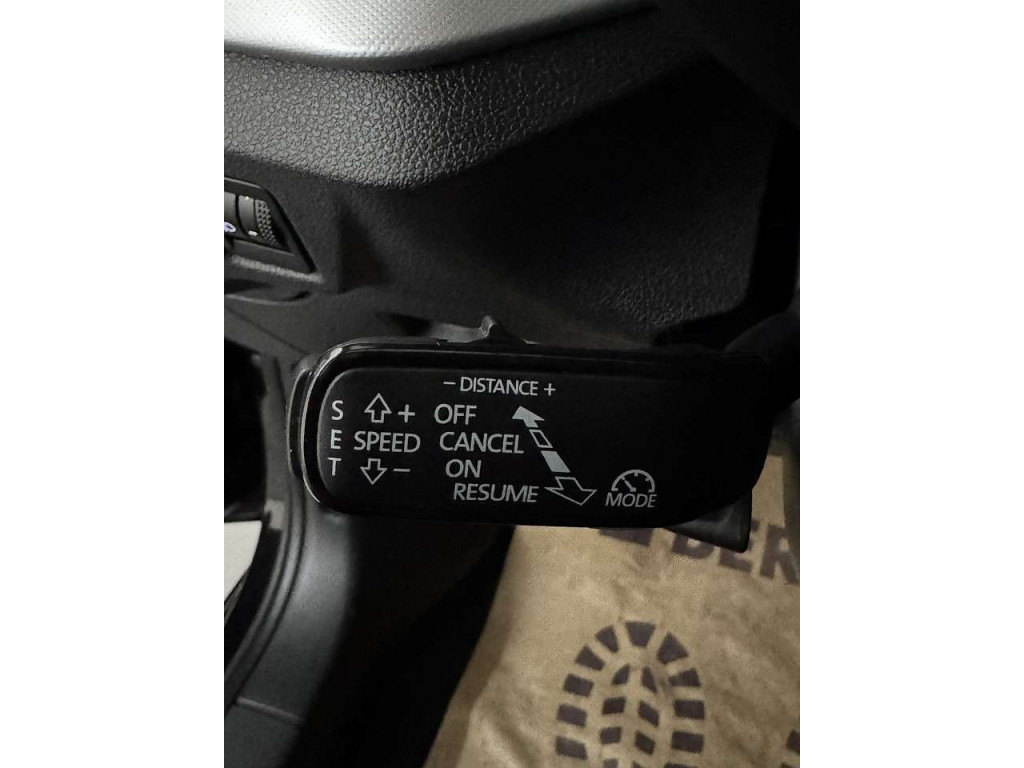 − DISTANCE +
S + OFF
E SPEED CANCEL
T − ON
RESUME
MODE